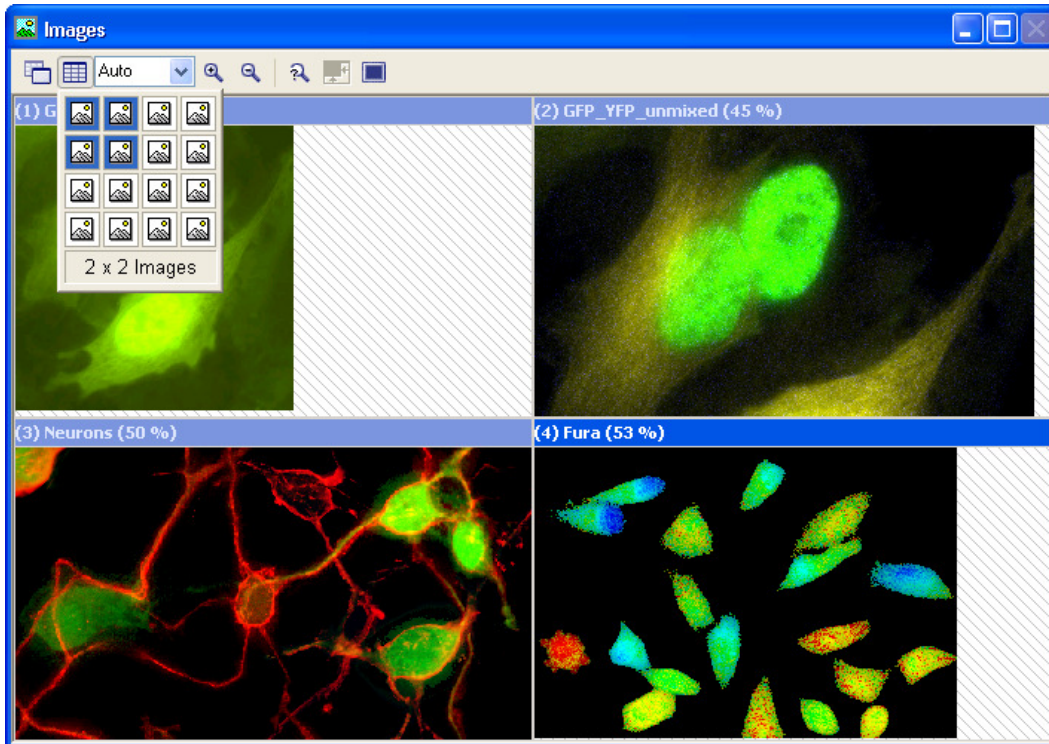 Images
Auto
(1) G
(2) GFP_YFP_unmixed (45 %)
2 x 2 Images
(3) Neurons (50 %)
(4) Fura (53 %)